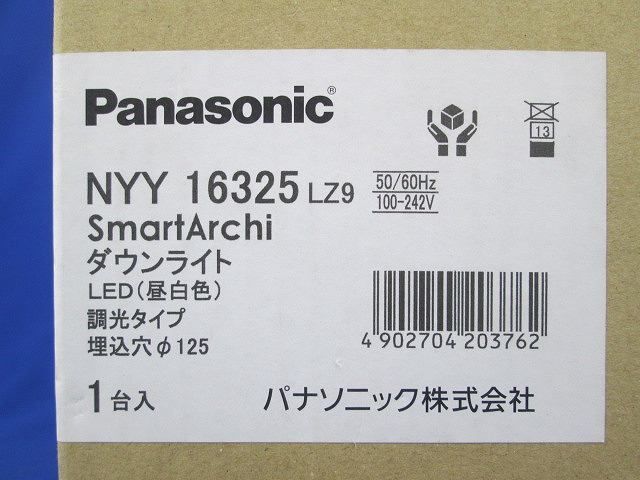 Panasonic®
13
NYY 16325 LZ9
50/60Hz
100-242V
SmartArchi
ダウンライト
LED(昼白色)
調光タイプ
埋込穴φ125
4 902704 203762
1台入
パナソニック株式会社